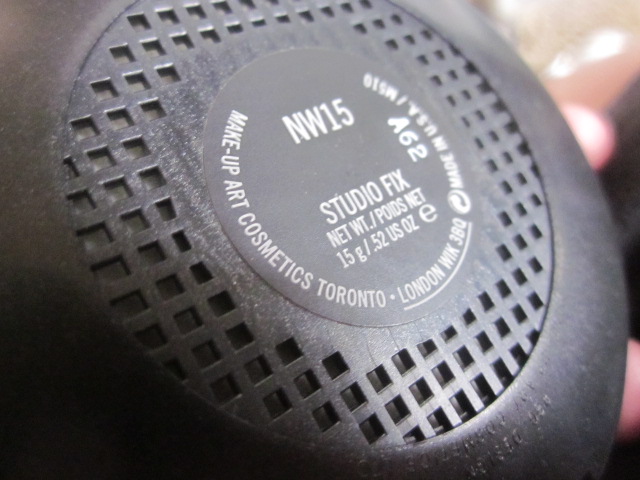 NW15
A62
STUDIO FIX
NET WT./POIDS NET
15 g / .52 US OZ e
MAKE-UP ART COSMETICS TORONTO • LONDON W1K 3BQ
MADE IN U.S.A. / M510